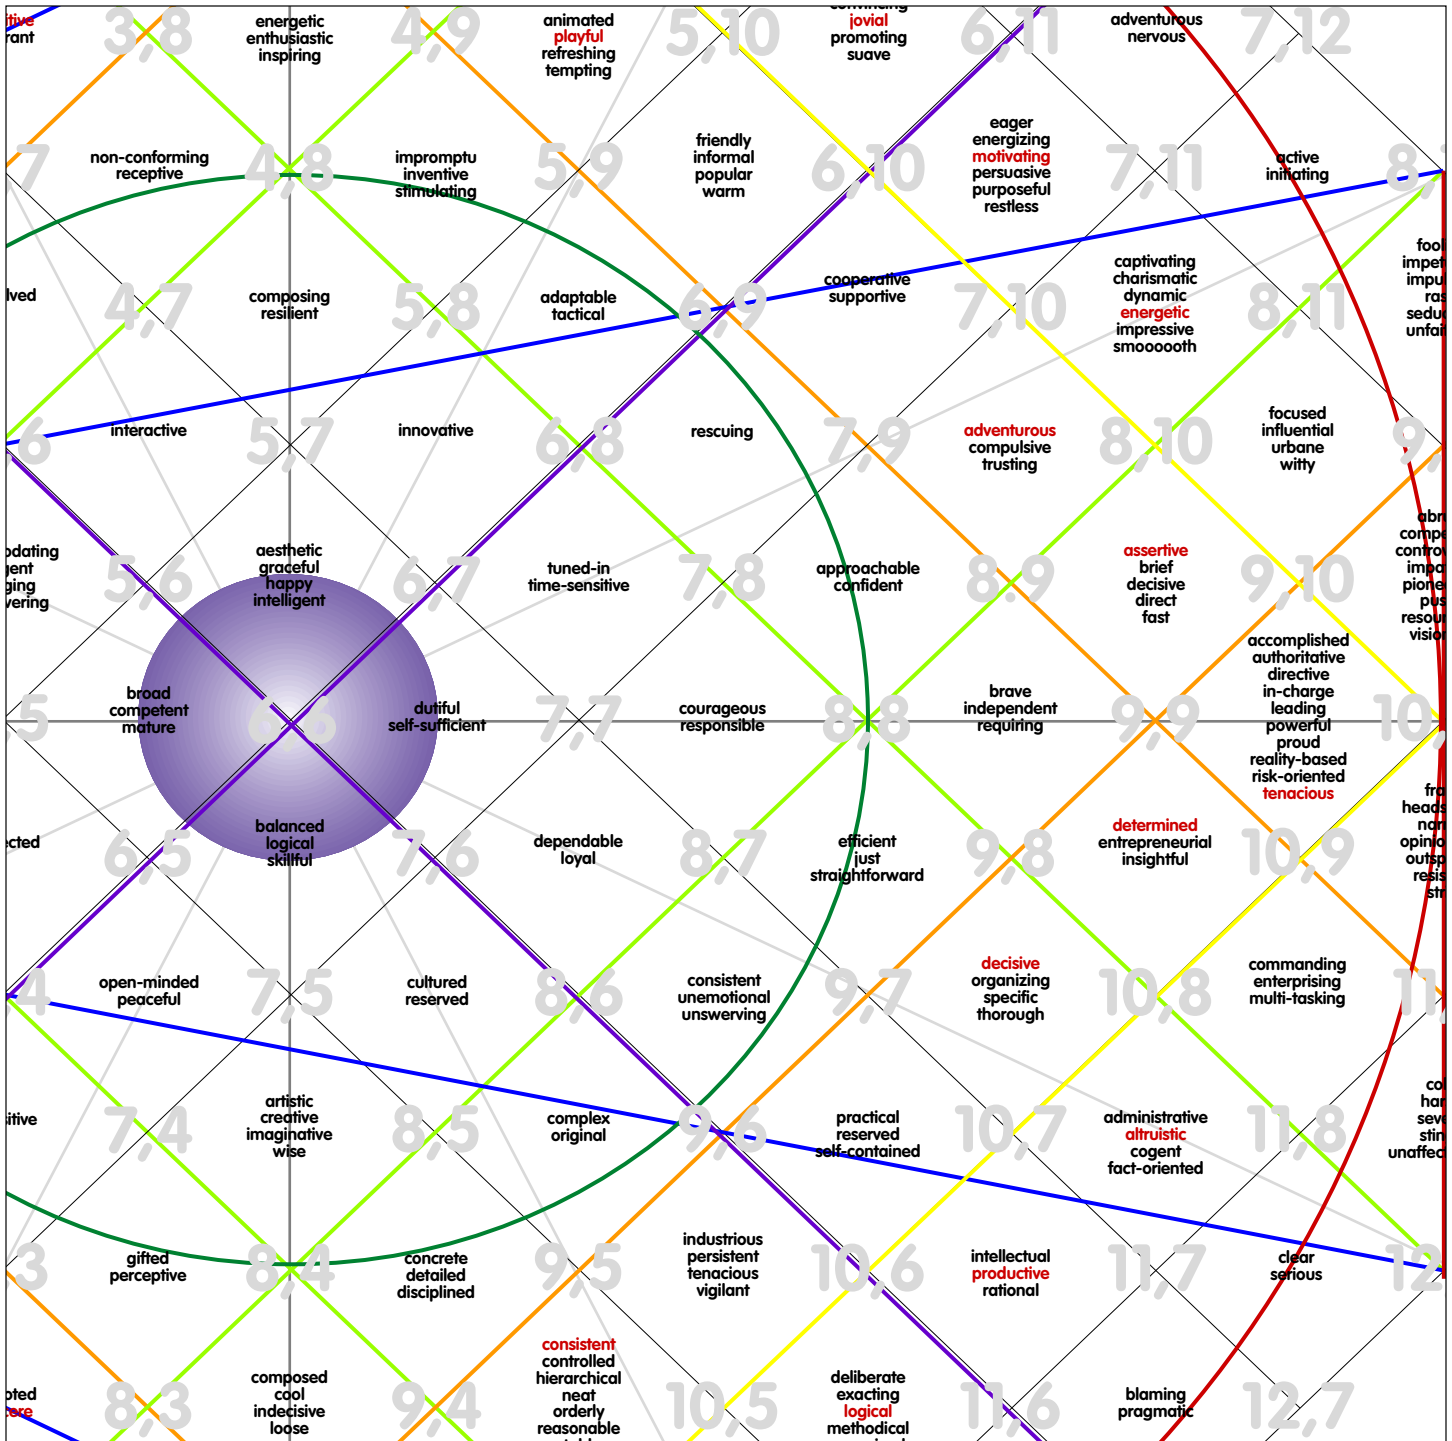 3,8
energetic
enthusiastic
inspiring
4,9
animated
playful
refreshing
tempting
5,10
jovial
promoting
suave
6,11
adventurous
nervous
7,12
7
non-conforming
receptive
4,8
impromptu
inventive
stimulating
5,9
friendly
informal
popular
warm
6,10
eager
energizing
motivating
persuasive
purposeful
restless
7,11
active
initiating
8,
4,7
composing
resilient
5,8
adaptable
tactical
6,9
cooperative
supportive
7,10
captivating
charismatic
dynamic
energetic
impressive
smoooooth
8,11
,6
interactive
5,7
innovative
6,8
rescuing
7,9
adventurous
compulsive
trusting
8,10
focused
influential
urbane
witty
9,
5,6
aesthetic
graceful
happy
intelligent
6,7
tuned-in
time-sensitive
7,8
approachable
confident
8,9
assertive
brief
decisive
direct
fast
9,10
,5
broad
competent
mature
6,6
dutiful
self-sufficient
7,7
courageous
responsible
8,8
brave
independent
requiring
9,9
accomplished
authoritative
directive
in-charge
leading
powerful
proud
reality-based
risk-oriented
tenacious
10,
6,5
balanced
logical
skillful
7,6
dependable
loyal
8,7
efficient
just
straightforward
9,8
determined
entrepreneurial
insightful
10,9
,4
open-minded
peaceful
7,5
cultured
reserved
8,6
consistent
unemotional
unswerving
9,7
decisive
organizing
specific
thorough
10,8
commanding
enterprising
multi-tasking
11,
7,4
artistic
creative
imaginative
wise
8,5
complex
original
9,6
practical
reserved
self-contained
10,7
administrative
altruistic
cogent
fact-oriented
11,8
3
gifted
perceptive
8,4
concrete
detailed
disciplined
9,5
industrious
persistent
tenacious
vigilant
10,6
intellectual
productive
rational
11,7
clear
serious
12
8,3
composed
cool
indecisive
loose
9,4
consistent
controlled
hierarchical
neat
orderly
reasonable
10,5
deliberate
exacting
logical
methodical
11,6
blaming
pragmatic
12,7